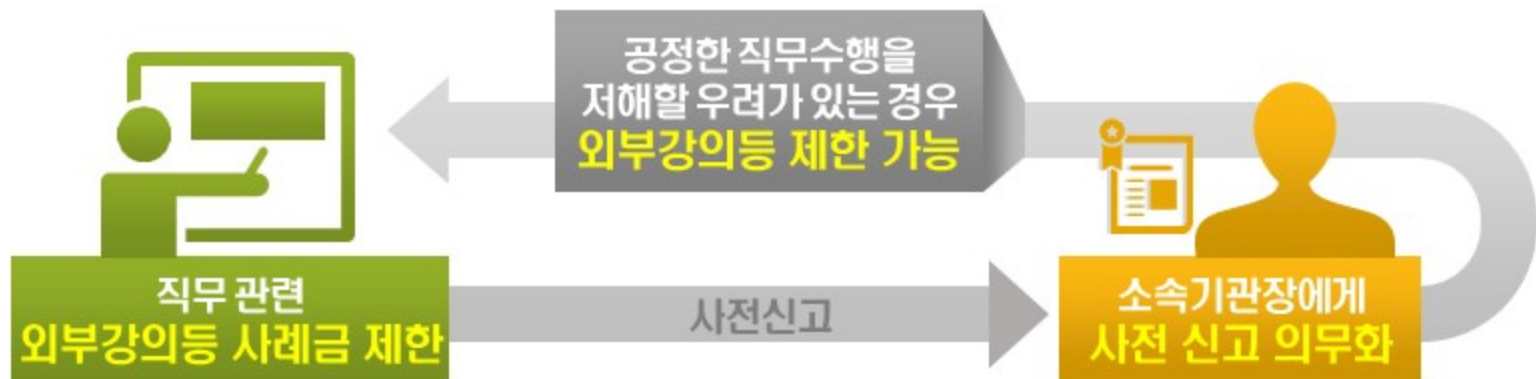 공정한 직무수행을
저해할 우려가 있는 경우
외부강의등 제한 가능
직무 관련
외부강의등 사례금 제한
사전신고
소속기관장에게
사전 신고 의무화